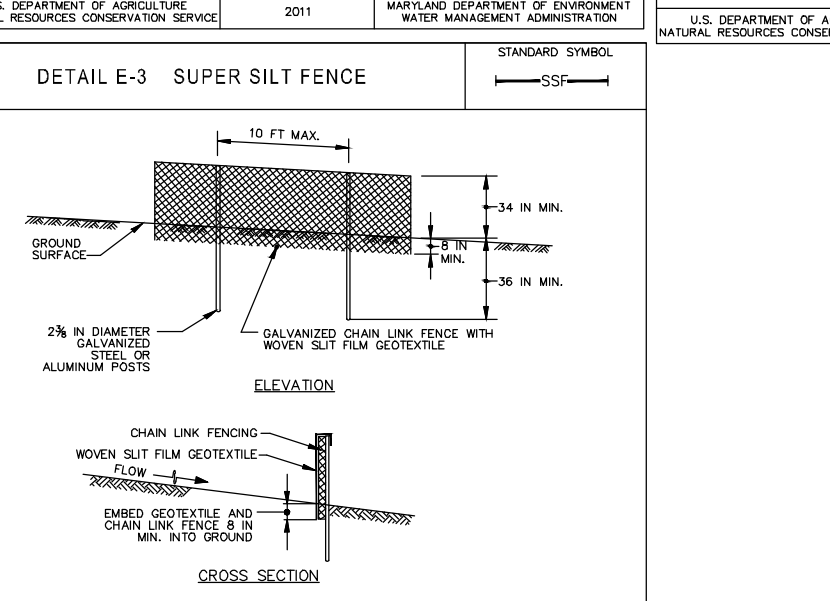 S. DEPARTMENT OF AGRICULTURE
L RESOURCES CONSERVATION SERVICE
2011
MARYLAND DEPARTMENT OF ENVIRONMENT
WATER MANAGEMENT ADMINISTRATION
U.S. DEPARTMENT OF A
NATURAL RESOURCES CONSE
DETAIL E-3 SUPER SILT FENCE
STANDARD SYMBOL
SSF
10 FT MAX.
34 IN MIN.
GROUND
SURFACE
8 IN
MIN.
36 IN MIN.
2⅜ IN DIAMETER
GALVANIZED
STEEL OR
ALUMINUM POSTS
GALVANIZED CHAIN LINK FENCE WITH
WOVEN SLIT FILM GEOTEXTILE
ELEVATION
CHAIN LINK FENCING
WOVEN SLIT FILM GEOTEXTILE
FLOW
EMBED GEOTEXTILE AND
CHAIN LINK FENCE 8 IN
MIN. INTO GROUND
CROSS SECTION